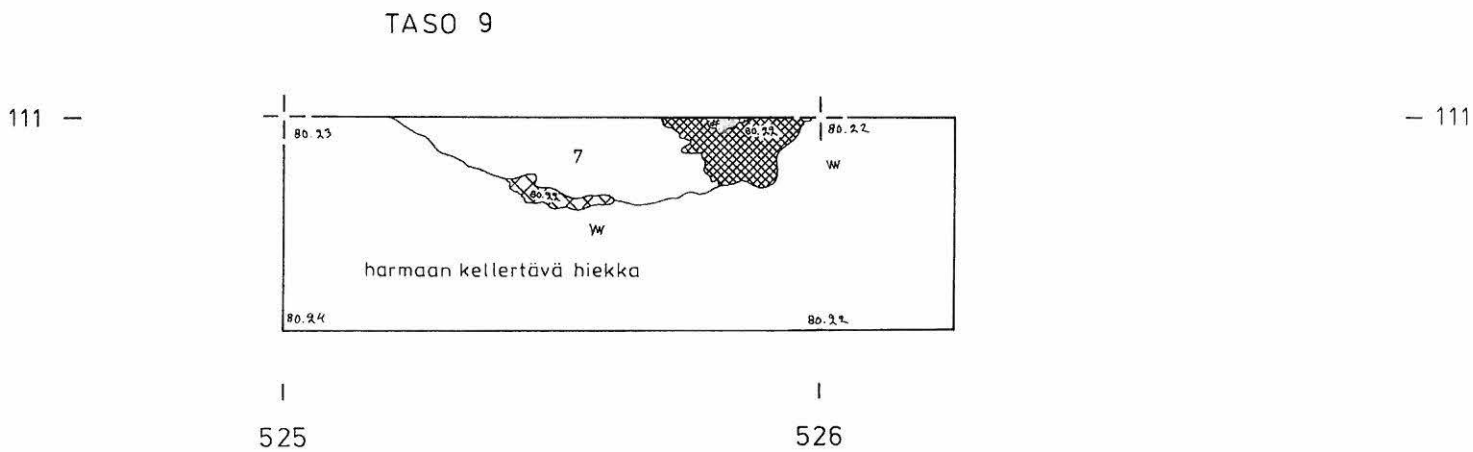 TASO 9
111 — — 111
80.23 80.22 80.22
7
80.22
harmaan kellertävä hiekka
80.24 80.22
525 526